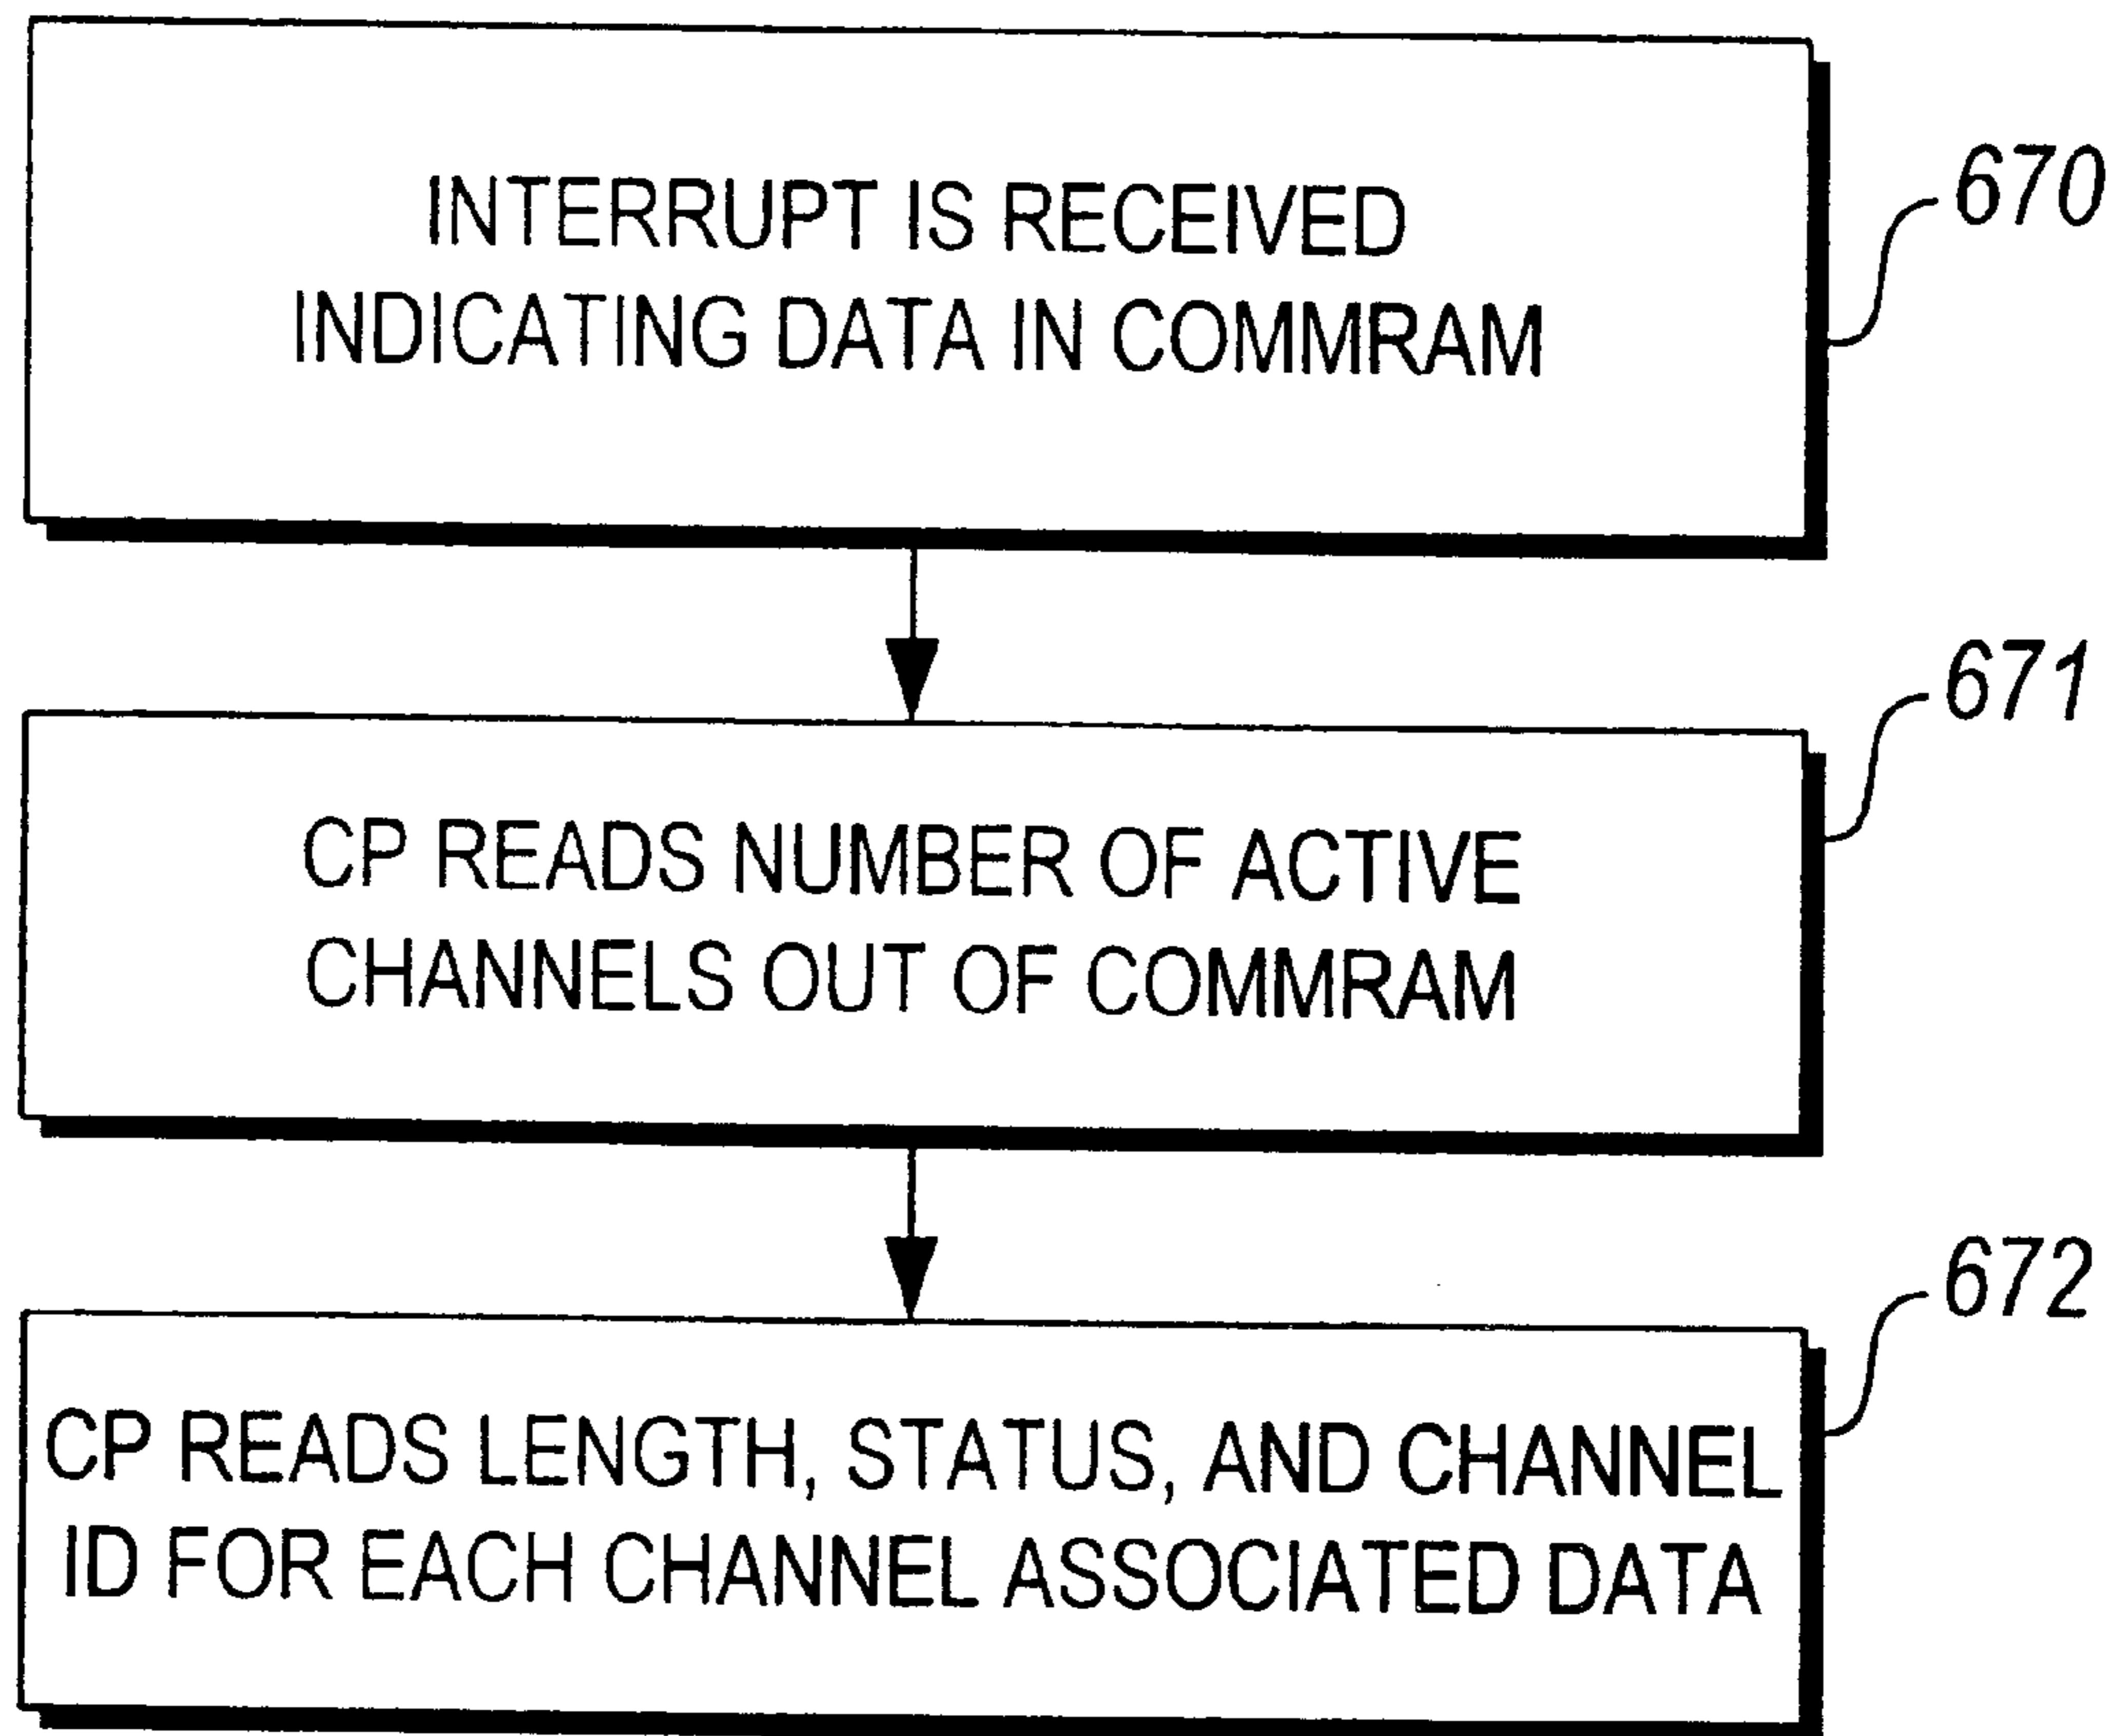 INTERRUPT IS RECEIVED
INDICATING DATA IN COMMRAM
670
CP READS NUMBER OF ACTIVE
CHANNELS OUT OF COMMRAM
671
CP READS LENGTH, STATUS, AND CHANNEL
ID FOR EACH CHANNEL ASSOCIATED DATA
672